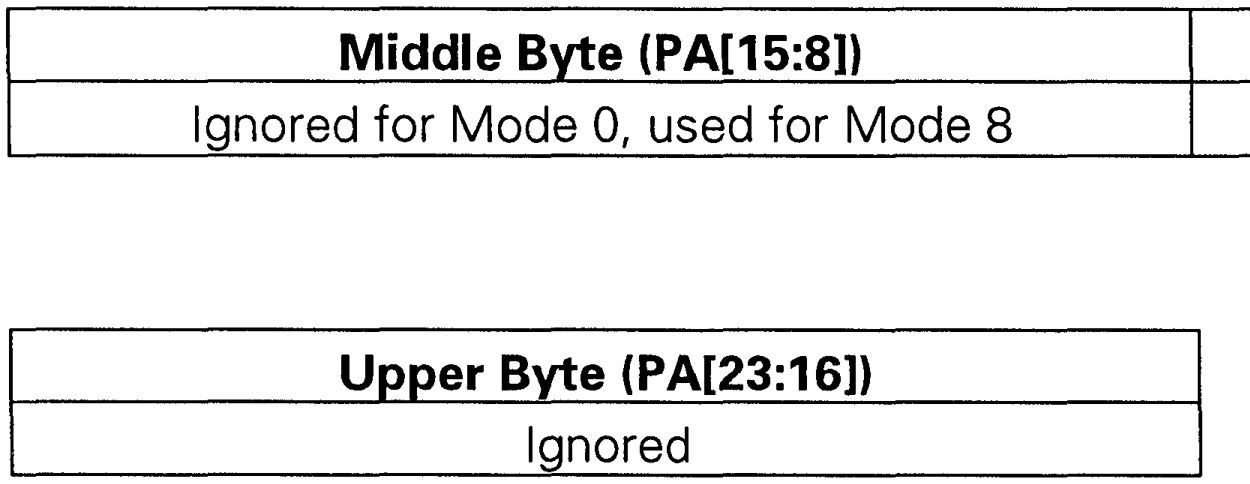 Middle Byte (PA[15:8])
Ignored for Mode 0, used for Mode 8
Upper Byte (PA[23:16])
Ignored